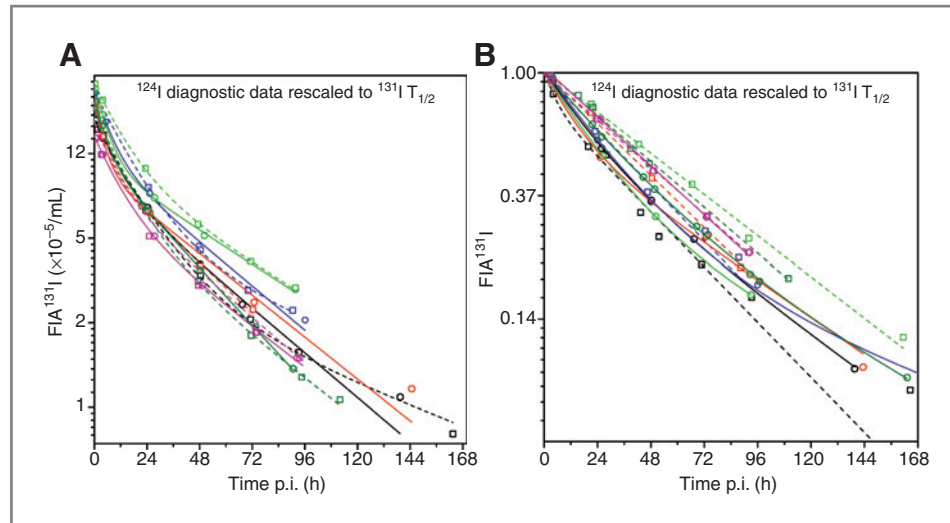 A
¹²⁴I diagnostic data rescaled to ¹³¹I T₁/₂
FIA¹³¹I (×10⁻⁵/mL)
12
5
2
1
0 24 48 72 96 120 144 168
Time p.i. (h)
B
¹²⁴I diagnostic data rescaled to ¹³¹I T₁/₂
FIA¹³¹I
1.00
0.37
0.14
0 24 48 72 96 120 144 168
Time p.i. (h)